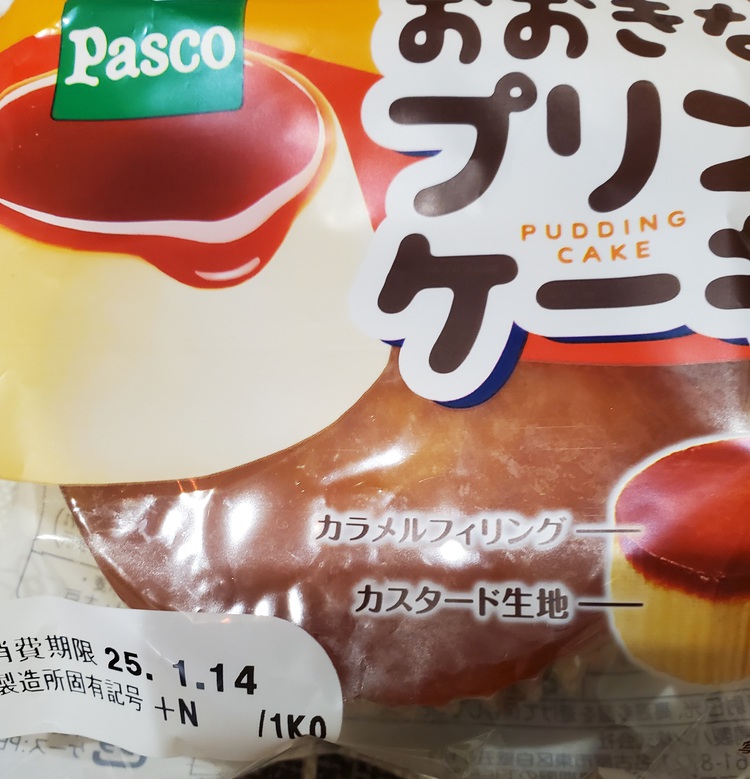 Pasco
おおきな
プリン
PUDDING
CAKE
ケーキ
カラメルフィリング
カスタード生地
消費期限 25. 1.14
製造所固有記号 +N /1K0